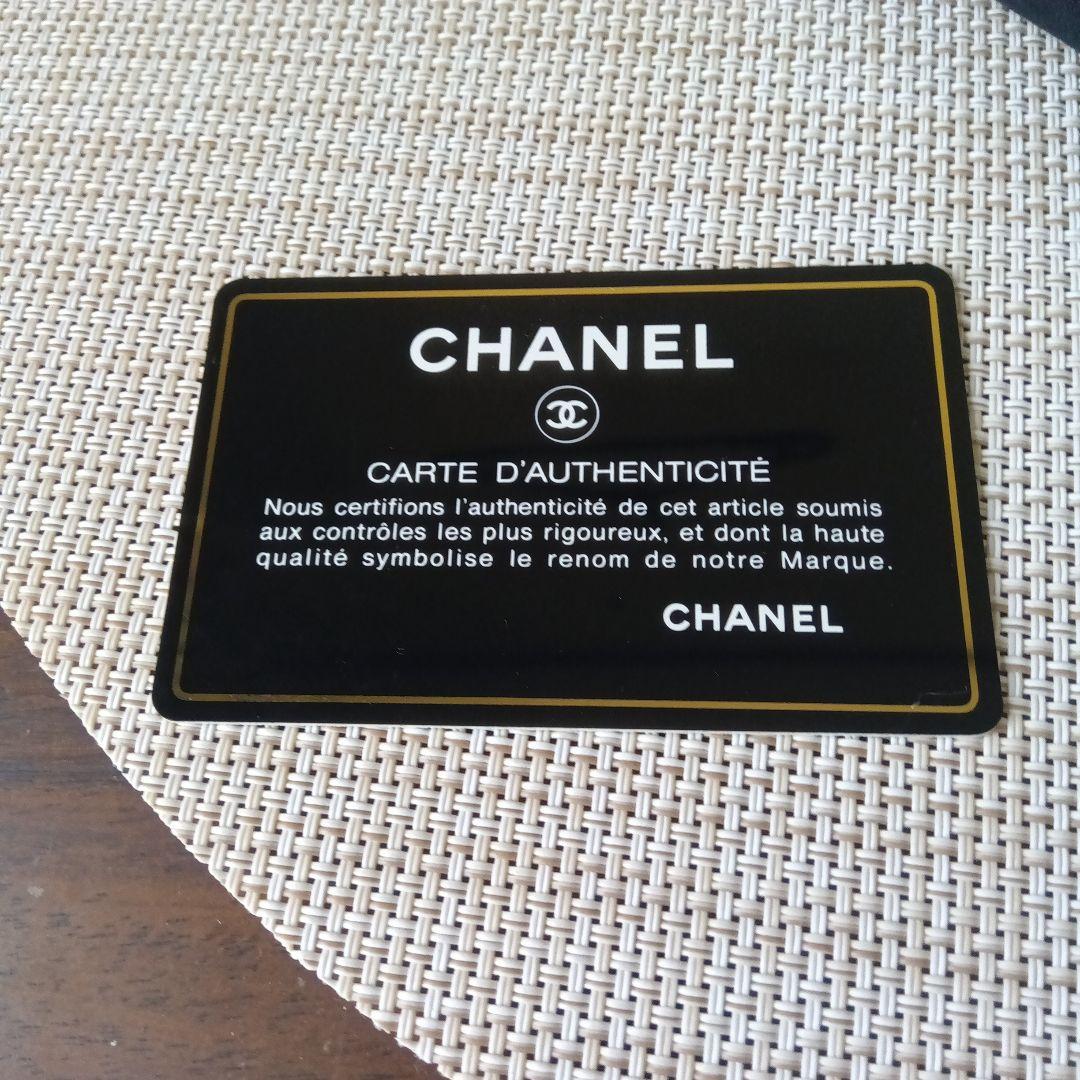 CHANEL
CARTE D'AUTHENTICITÉ
Nous certifions l'authenticité de cet article soumis
aux contrôles les plus rigoureux, et dont la haute
qualité symbolise le renom de notre Marque.
CHANEL